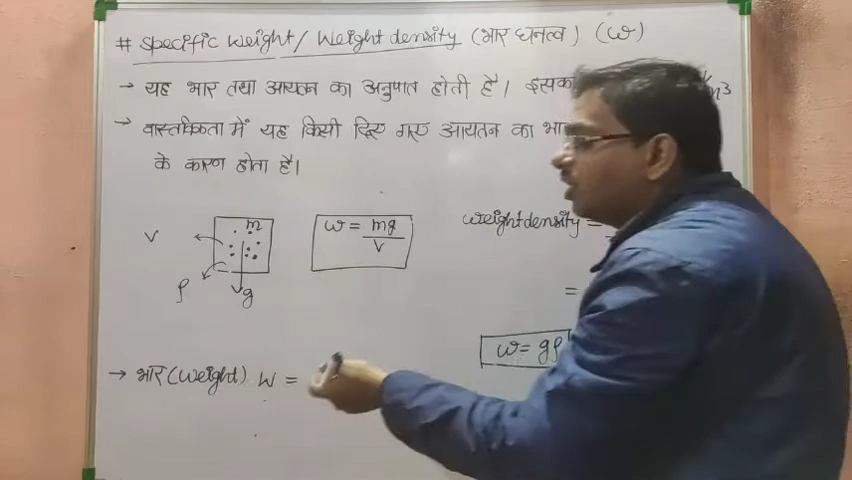 # Specific Weight/Weight density (भार घनत्व) (w)
→ यह भार तथा आयतन का अनुपात होती है। इसका
→ वास्तविकता में यह किसी दिए गए आयतन का भार
के कारण होता है।
m
V
ρ
g
w = mg/V
Weight density =
=
w = gρ
→ भार (Weight) W =